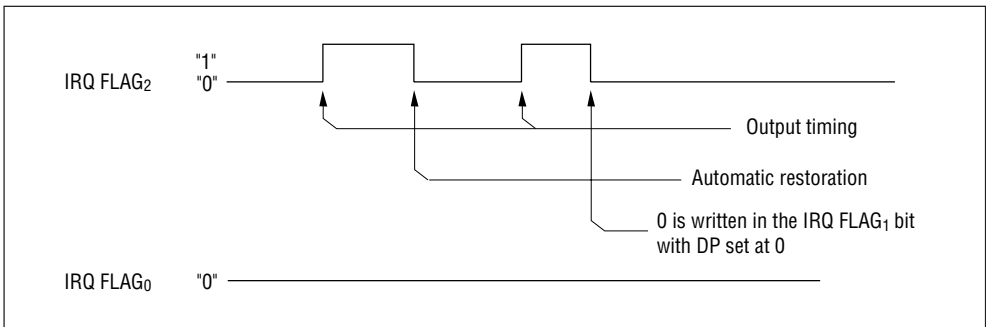 "1"
IRQ FLAG₂ "0"
Output timing
Automatic restoration
0 is written in the IRQ FLAG₁ bit
with DP set at 0
IRQ FLAG₀ "0"